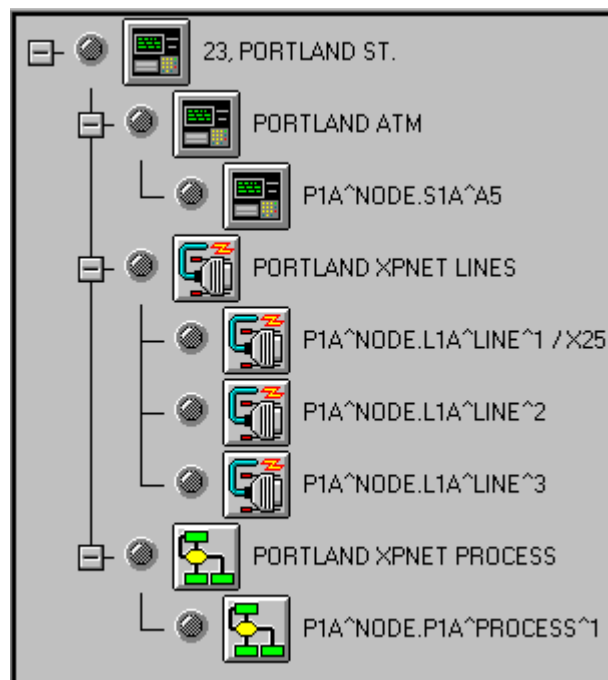 23, PORTLAND ST.
PORTLAND ATM
P1A^NODE.S1A^A5
PORTLAND XPNET LINES
P1A^NODE.L1A^LINE^1 / X25
P1A^NODE.L1A^LINE^2
P1A^NODE.L1A^LINE^3
PORTLAND XPNET PROCESS
P1A^NODE.P1A^PROCESS^1